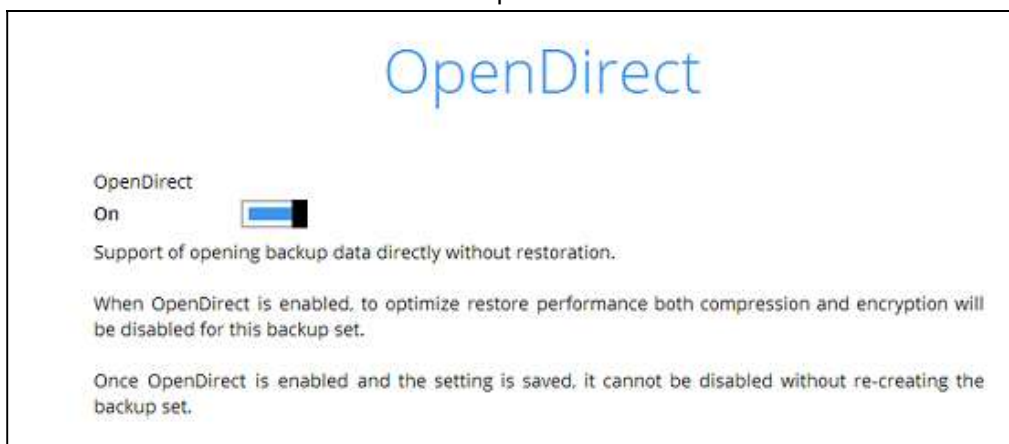 OpenDirect
OpenDirect
On
Support of opening backup data directly without restoration.
When OpenDirect is enabled, to optimize restore performance both compression and encryption will
be disabled for this backup set.
Once OpenDirect is enabled and the setting is saved, it cannot be disabled without re-creating the
backup set.